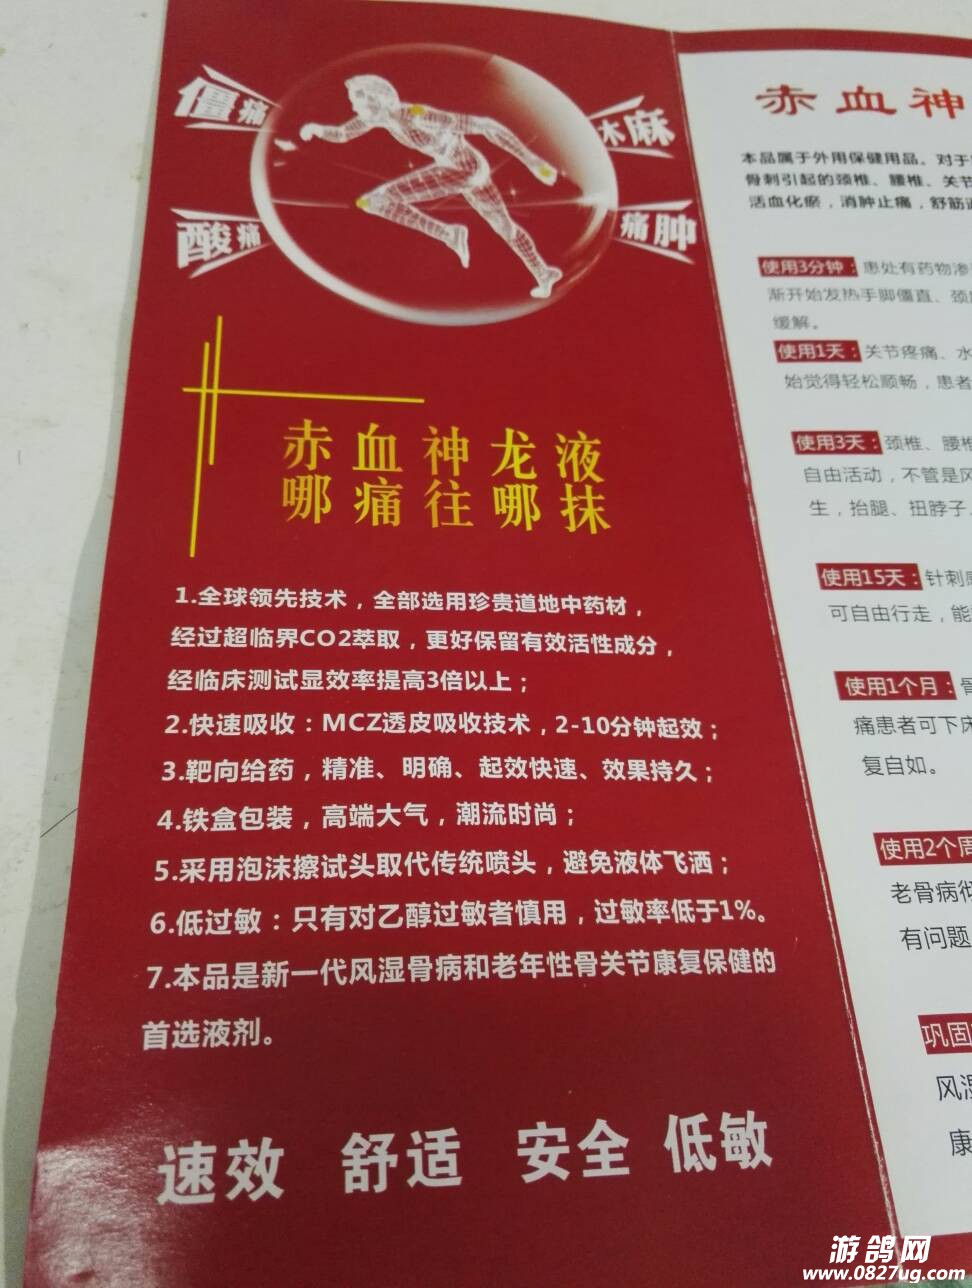 僵痛
木麻
酸痛
痛肿
赤血神龙液
哪痛往哪抹
1.全球领先技术，全部选用珍贵道地中药材，
经过超临界CO2萃取，更好保留有效活性成分，
经临床测试显效率提高3倍以上；
2.快速吸收：MCZ透皮吸收技术，2-10分钟起效；
3.靶向给药，精准、明确、起效快速、效果持久；
4.铁盒包装，高端大气，潮流时尚；
5.采用泡沫擦试头取代传统喷头，避免液体飞洒；
6.低过敏：只有对乙醇过敏者慎用，过敏率低于1%。
7.本品是新一代风湿骨病和老年性骨关节康复保健的
首选液剂。
速效 舒适 安全 低敏
赤血神
本品属于外用保健用品。对于
骨刺引起的颈椎、腰椎、关节
活血化瘀，消肿止痛，舒筋
使用3分钟：患处有药物渗
渐开始发热手脚僵直、颈
缓解。
使用1天：关节疼痛、水
始觉得轻松顺畅，患者
使用3天：颈椎、腰椎
自由活动，不管是风
生，抬腿、扭脖子、
使用15天：针刺
可自由行走，能
使用1个月：骨
痛患者可下床
复自如。
使用2个周
老骨病彻
有问题
巩固
风湿
康
游鸽网
www.0827ug.com